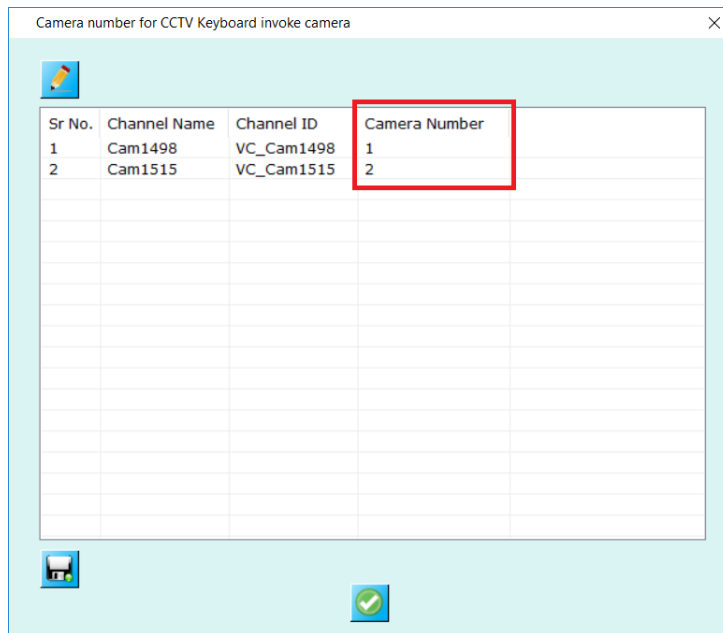 Camera number for CCTV Keyboard invoke camera
Sr No. Channel Name Channel ID Camera Number
1 Cam1498 VC_Cam1498 1
2 Cam1515 VC_Cam1515 2